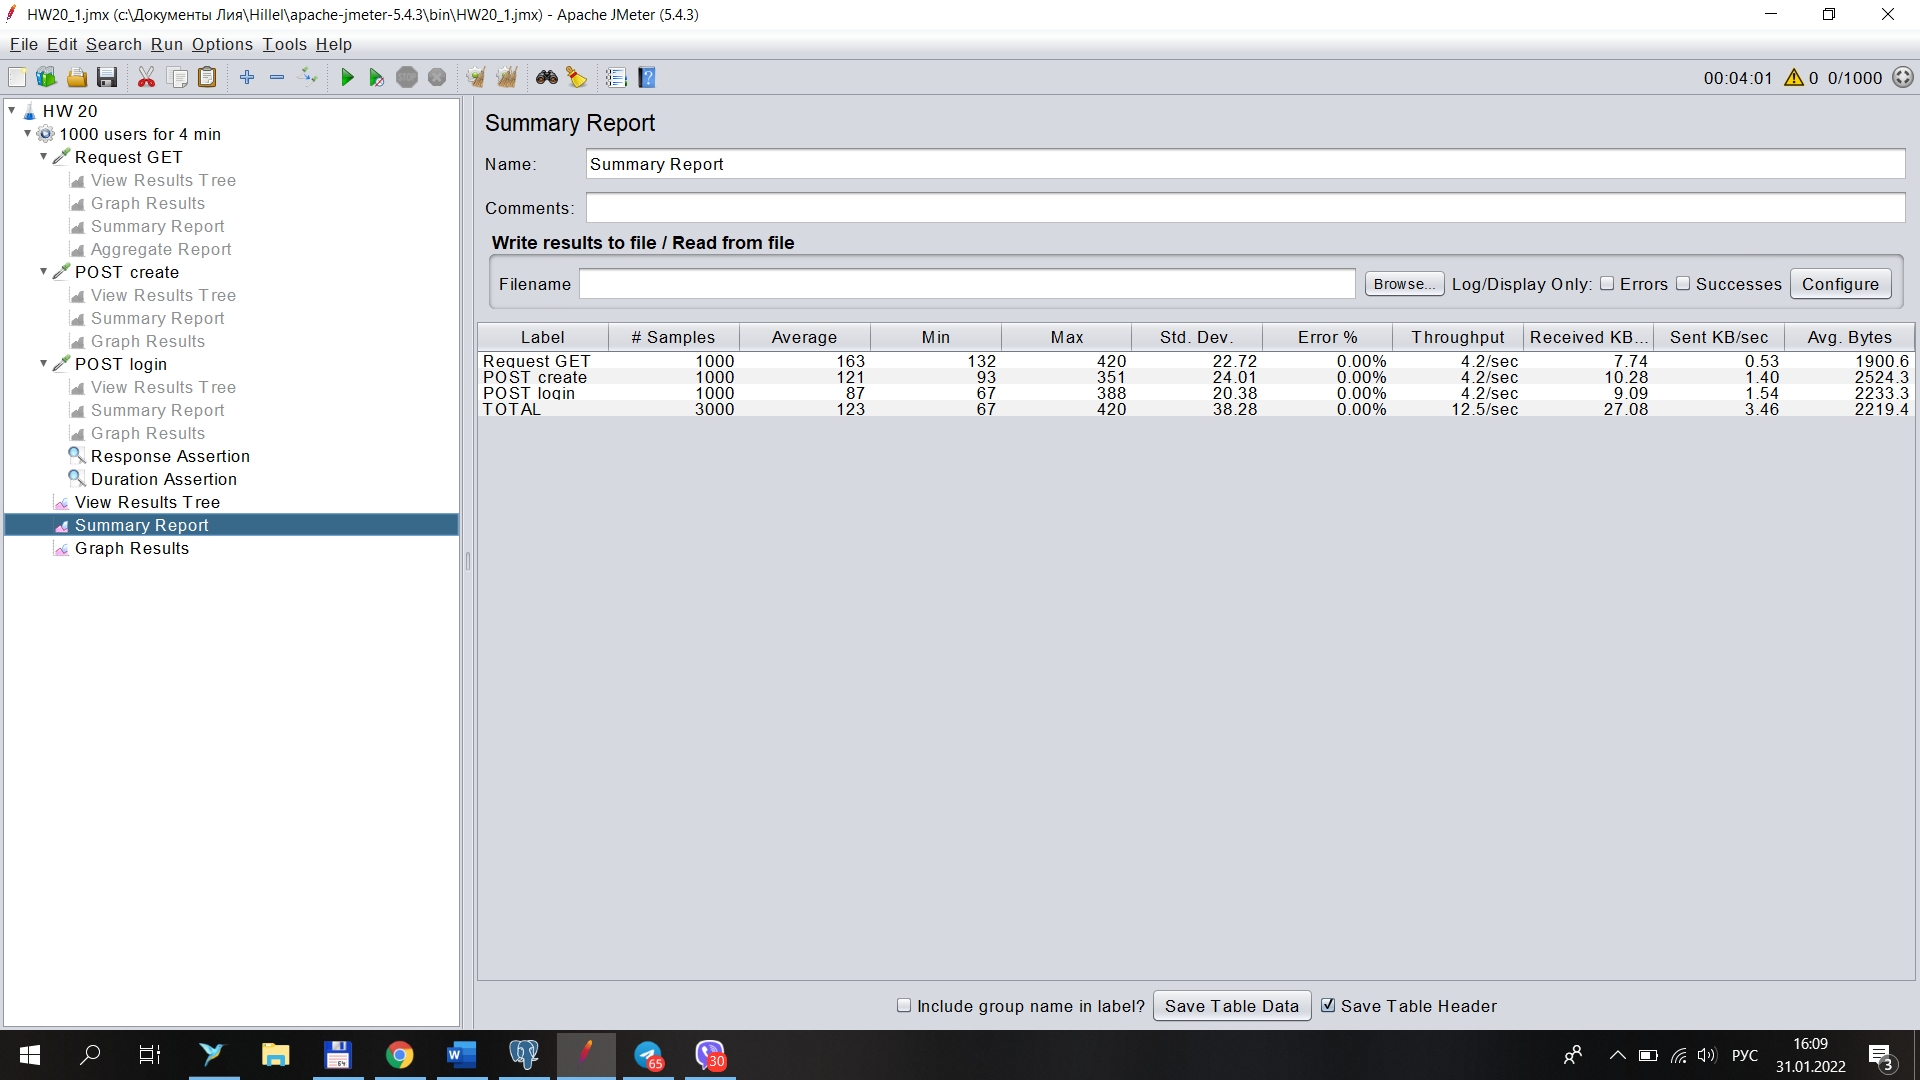 HW20_1.jmx (c:\Документы Лия\Hillel\apache-jmeter-5.4.3\bin\HW20_1.jmx) - Apache JMeter (5.4.3)
File Edit Search Run Options Tools Help
00:04:01 0 0/1000
HW 20
1000 users for 4 min
Request GET
View Results Tree
Graph Results
Summary Report
Aggregate Report
POST create
View Results Tree
Summary Report
Graph Results
POST login
View Results Tree
Summary Report
Graph Results
Response Assertion
Duration Assertion
View Results Tree
Summary Report
Graph Results
Summary Report
Name: Summary Report
Comments:
Write results to file / Read from file
Filename Browse... Log/Display Only: Errors Successes Configure
Label # Samples Average Min Max Std. Dev. Error % Throughput Received KB... Sent KB/sec Avg. Bytes
Request GET 1000 163 132 420 22.72 0.00% 4.2/sec 7.74 0.53 1900.6
POST create 1000 121 93 351 24.01 0.00% 4.2/sec 10.28 1.40 2524.3
POST login 1000 87 67 388 20.38 0.00% 4.2/sec 9.09 1.54 2233.3
TOTAL 3000 123 67 420 38.28 0.00% 12.5/sec 27.08 3.46 2219.4
Include group name in label? Save Table Data Save Table Header
64
W
65
30
РУС
16:09
31.01.2022
3